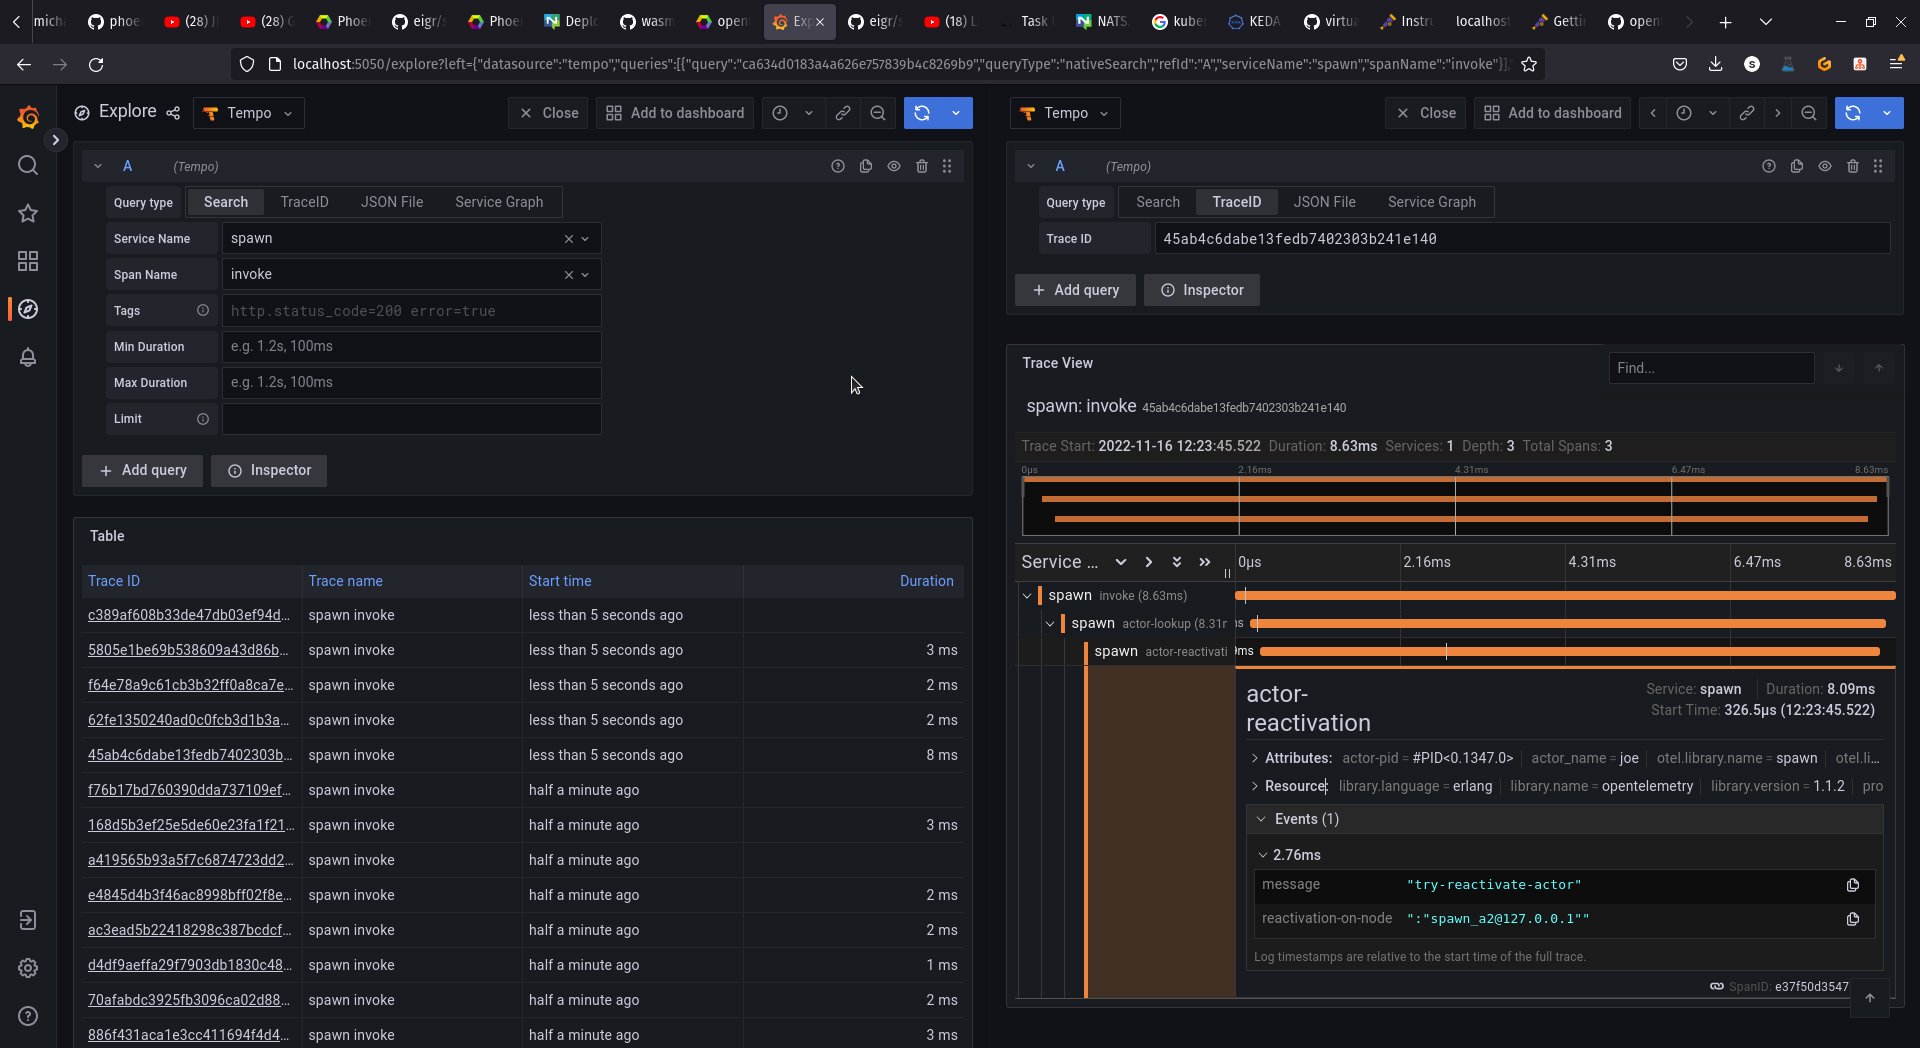 micha
phoe
(28) J
(28) G
Phoe
eigr/s
Phoe
Deplo
wasm
open
Exp
eigr/s
(18) L
Task L
NATS.
kube
KEDA
virtua
Instru
localhost
Getti
open
localhost:5050/explore?left={"datasource":"tempo","queries":[{"query":"ca634d0183a4a626e757839b4c8269b9","queryType":"nativeSearch","refId":"A","serviceName":"spawn","spanName":"invoke"}],
Explore
Tempo
Close
Add to dashboard
A
(Tempo)
Query type
Search
TraceID
JSON File
Service Graph
Service Name
spawn
Span Name
invoke
Tags
http.status_code=200 error=true
Min Duration
e.g. 1.2s, 100ms
Max Duration
e.g. 1.2s, 100ms
Limit
Add query
Inspector
Table
Trace ID Trace name Start time Duration
c389af608b33de47db03ef94d... spawn invoke less than 5 seconds ago
5805e1be69b538609a43d86b... spawn invoke less than 5 seconds ago 3 ms
f64e78a9c61cb3b32ff0a8ca7e... spawn invoke less than 5 seconds ago 2 ms
62fe1350240ad0c0fcb3d1b3a... spawn invoke less than 5 seconds ago 2 ms
45ab4c6dabe13fedb7402303b... spawn invoke less than 5 seconds ago 8 ms
f76b17bd760390dda737109ef... spawn invoke half a minute ago
168d5b3ef25e5de60e23fa1f21... spawn invoke half a minute ago 3 ms
a419565b93a5f7c6874723dd2... spawn invoke half a minute ago
e4845d4b3f46ac8998bff02f8e... spawn invoke half a minute ago 2 ms
ac3ead5b22418298c387bcdcf... spawn invoke half a minute ago 2 ms
d4df9aeffa29f7903db1830c48... spawn invoke half a minute ago 1 ms
70afabdc3925fb3096ca02d88... spawn invoke half a minute ago 2 ms
886f431aca1e3cc411694f4d4... spawn invoke half a minute ago 3 ms
Tempo
Close
Add to dashboard
A
(Tempo)
Query type
Search
TraceID
JSON File
Service Graph
Trace ID
45ab4c6dabe13fedb7402303b241e140
Add query
Inspector
Trace View
Find...
spawn: invoke 45ab4c6dabe13fedb7402303b241e140
Trace Start: 2022-11-16 12:23:45.522 Duration: 8.63ms Services: 1 Depth: 3 Total Spans: 3
0μs 2.16ms 4.31ms 6.47ms 8.63ms
Service ... 0μs 2.16ms 4.31ms 6.47ms 8.63ms
spawn invoke (8.63ms)
spawn actor-lookup (8.31ms
spawn actor-reactivati 9ms
actor-reactivation
Service: spawn Duration: 8.09ms
Start Time: 326.5μs (12:23:45.522)
Attributes: actor-pid = #PID<0.1347.0> actor_name = joe otel.library.name = spawn otel.li...
Resource: library.language = erlang library.name = opentelemetry library.version = 1.1.2 pro
Events (1)
2.76ms
message "try-reactivate-actor"
reactivation-on-node ":"spawn_a2@127.0.0.1""
Log timestamps are relative to the start time of the full trace.
SpanID: e37f50d3547